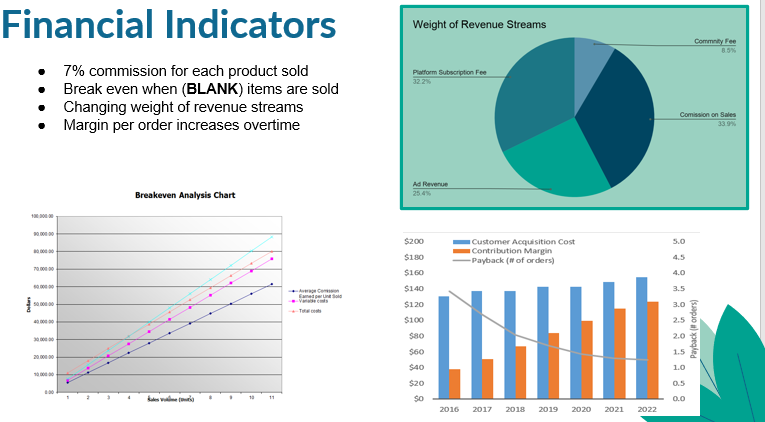 Financial Indicators
● 7% commission for each product sold
● Break even when (BLANK) items are sold
● Changing weight of revenue streams
● Margin per order increases overtime
Weight of Revenue Streams
Commnity Fee
8.5%
Platform Subscription Fee
32.2%
Comission on Sales
33.9%
Ad Revenue
25.4%
Breakeven Analysis Chart
100,000.00
90,000.00
80,000.00
70,000.00
60,000.00
50,000.00
40,000.00
30,000.00
20,000.00
10,000.00
0.00
Dollars
1 2 3 4 5 6 7 8 9 10 11
Sales Volume (Units)
Average Comission
Earned per Unit Sold
Variable costs
Total costs
Customer Acquisition Cost
Contribution Margin
Payback (# of orders)
$200
$180
$160
$140
$120
$100
$80
$60
$40
$20
$0
5.0
4.5
4.0
3.5
3.0
2.5
2.0
1.5
1.0
0.5
0.0
Payback (# orders)
2016 2017 2018 2019 2020 2021 2022